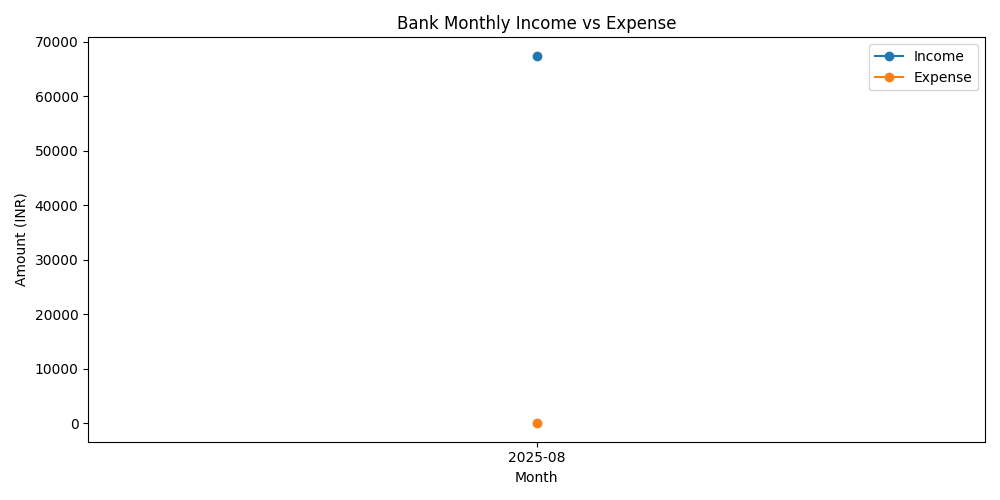 Bank Monthly Income vs Expense
Income
Expense
Amount (INR)
70000
60000
50000
40000
30000
20000
10000
0
2025-08
Month